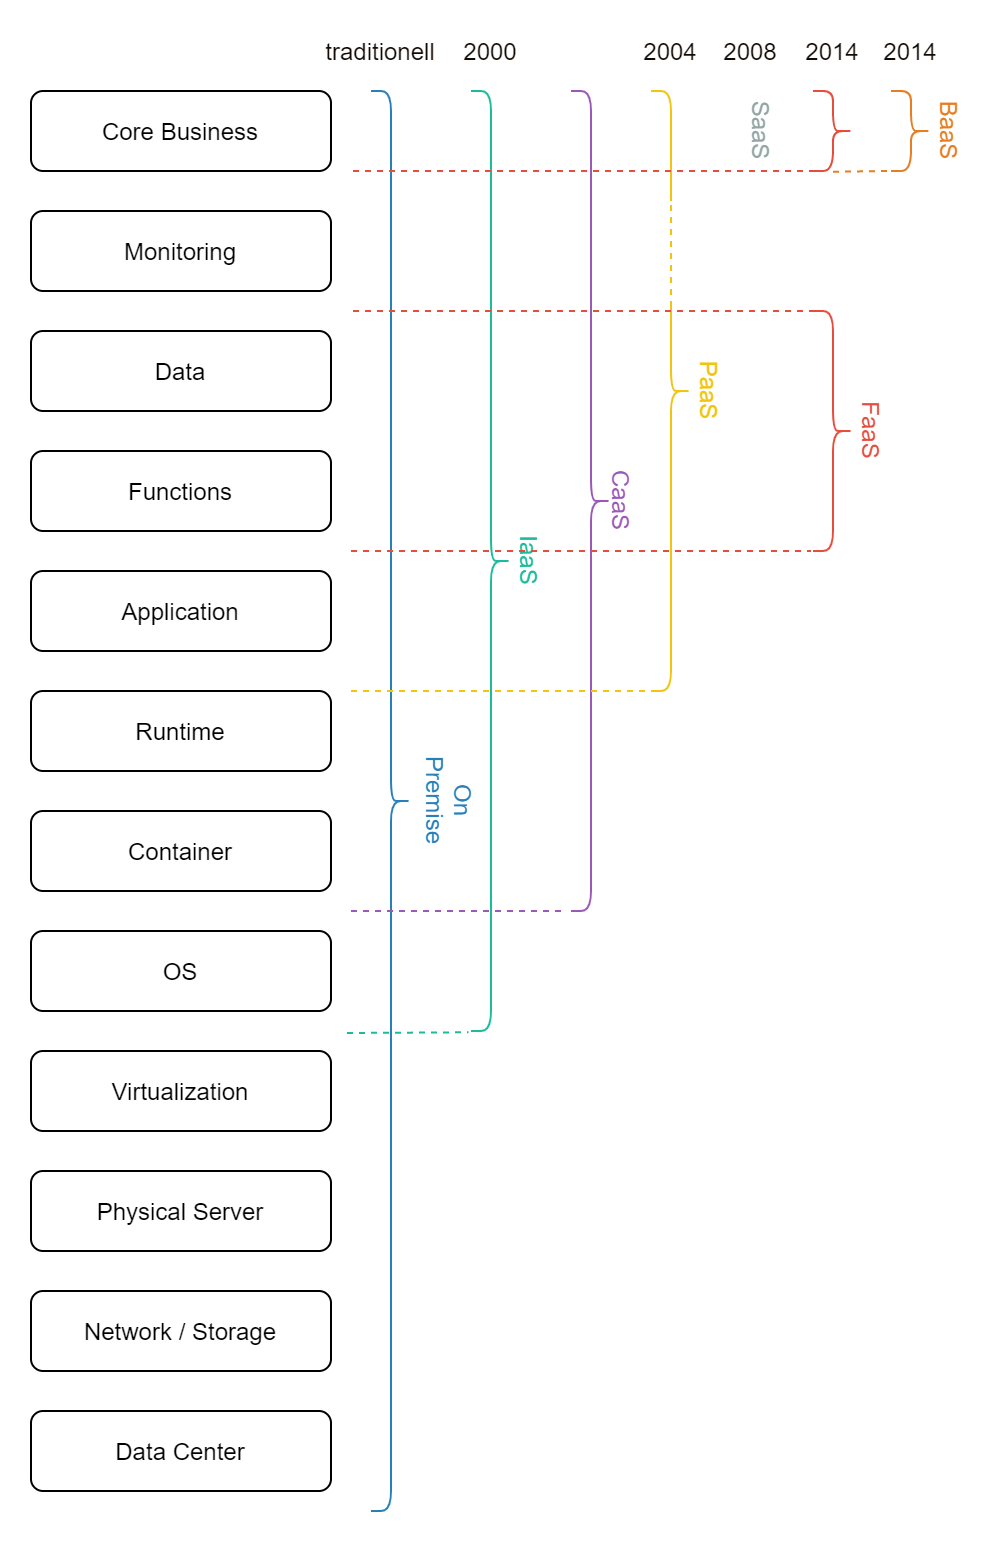 traditionell 2000 2004 2008 2014 2014
Core Business
SaaS
BaaS
Monitoring
Data
PaaS
FaaS
Functions
CaaS
IaaS
Application
Runtime
On
Premise
Container
OS
Virtualization
Physical Server
Network / Storage
Data Center